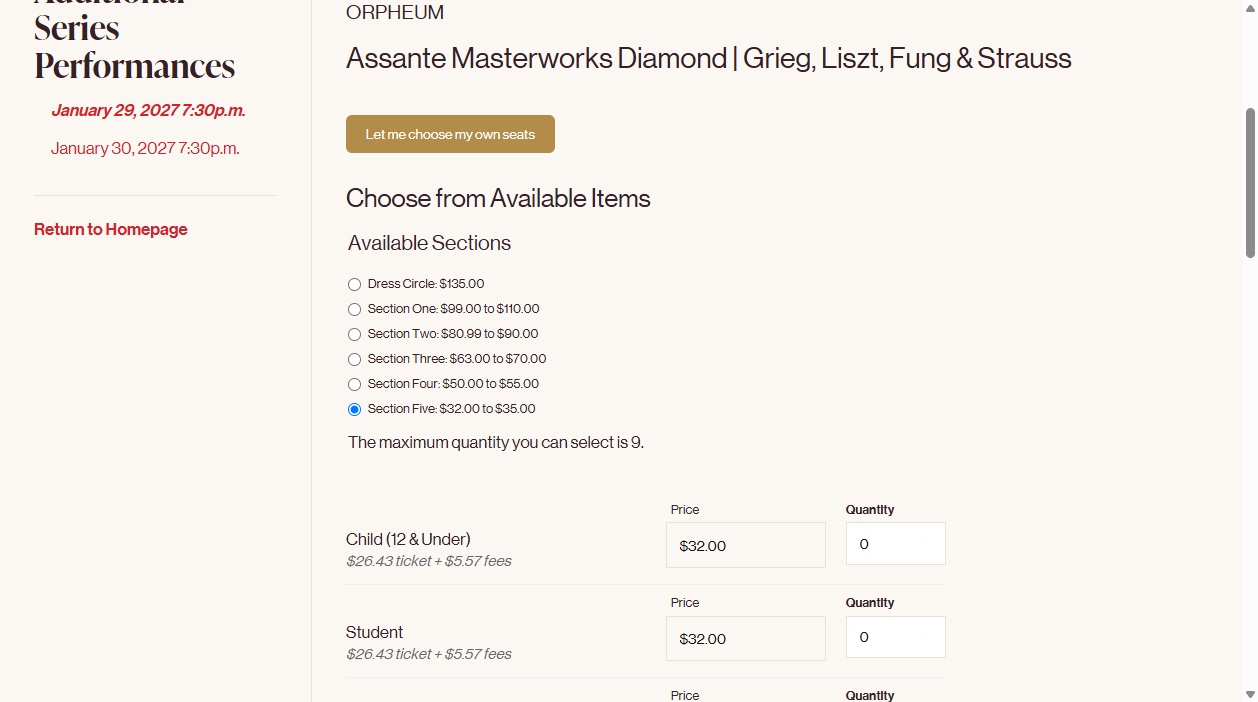 Additional
Series
Performances
January 29, 2027 7:30p.m.
January 30, 2027 7:30p.m.
Return to Homepage
ORPHEUM
Assante Masterworks Diamond | Grieg, Liszt, Fung & Strauss
Let me choose my own seats
Choose from Available Items
Available Sections
Dress Circle: $135.00
Section One: $99.00 to $110.00
Section Two: $80.99 to $90.00
Section Three: $63.00 to $70.00
Section Four: $50.00 to $55.00
Section Five: $32.00 to $35.00
The maximum quantity you can select is 9.
Price Quantity
Child (12 & Under) $32.00 0
$26.43 ticket + $5.57 fees
Price Quantity
Student $32.00 0
$26.43 ticket + $5.57 fees
Price Quantity